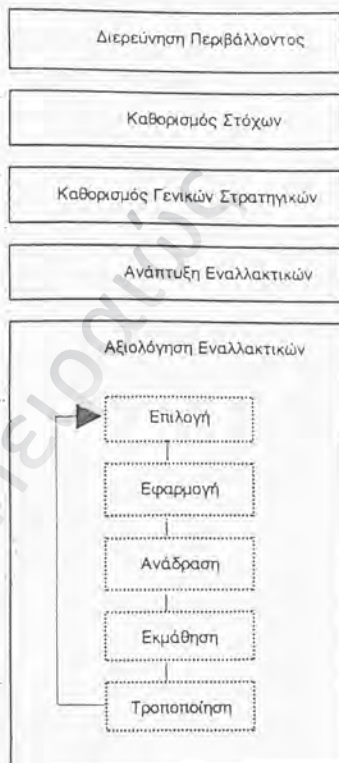 Διερεύνηση Περιβάλλοντος
Καθορισμός Στόχων
Καθορισμός Γενικών Στρατηγικών
Ανάπτυξη Εναλλακτικών
Αξιολόγηση Εναλλακτικών
Επιλογή
Εφαρμογή
Ανάδραση
Εκμάθηση
Τροποποίηση